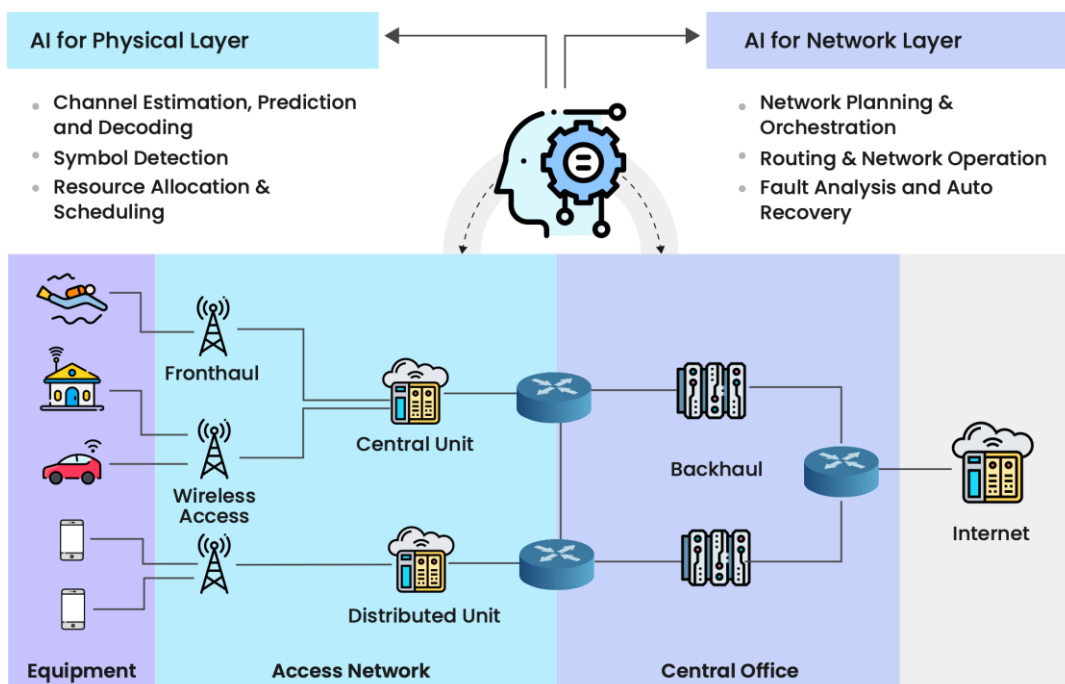 AI for Physical Layer
AI for Network Layer
Channel Estimation, Prediction
and Decoding
Symbol Detection
Resource Allocation &
Scheduling
Network Planning &
Orchestration
Routing & Network Operation
Fault Analysis and Auto
Recovery
Fronthaul
Central Unit
Wireless
Access
Backhaul
Internet
Distributed Unit
Equipment
Access Network
Central Office